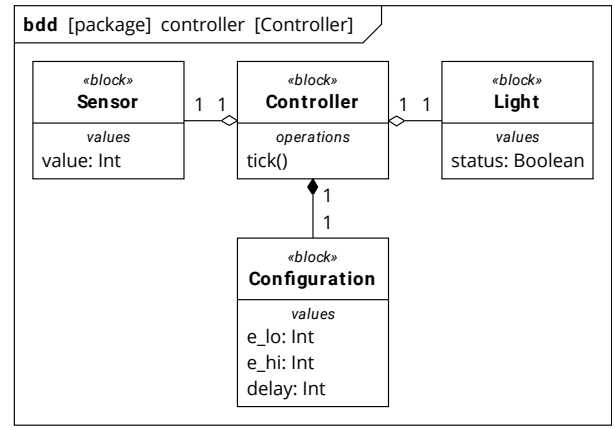 bdd [package] controller [Controller]
«block»
Sensor
values
value: Int
1 1
«block»
Controller
operations
tick()
1 1
«block»
Light
values
status: Boolean
1
1
«block»
Configuration
values
e_lo: Int
e_hi: Int
delay: Int